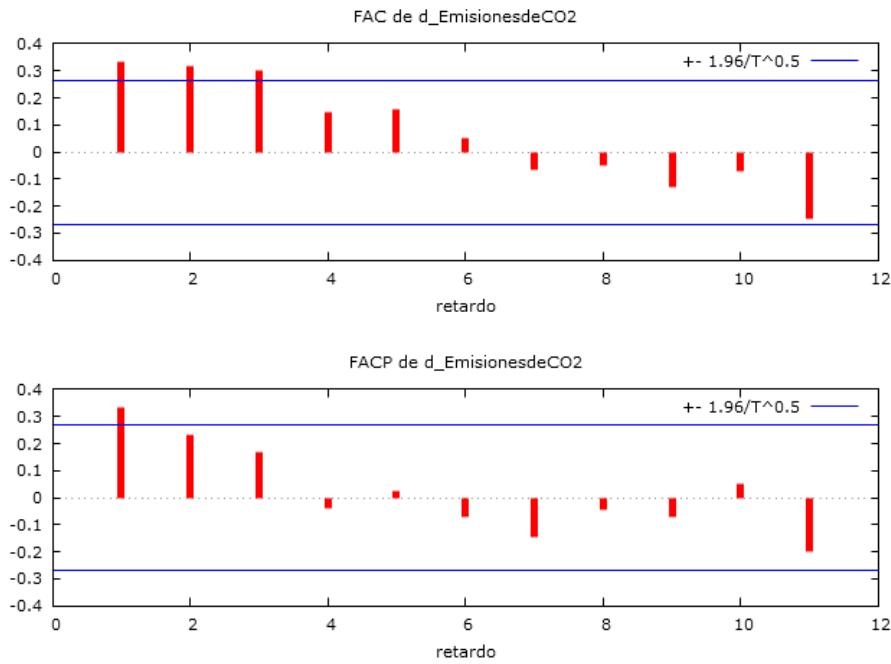 FAC de d_EmisionesdeCO2
0.4
+- 1.96/T^0.5
0.3
0.2
0.1
0
-0.1
-0.2
-0.3
-0.4
0 2 4 6 8 10 12
retardo
FACP de d_EmisionesdeCO2
0.4
+- 1.96/T^0.5
0.3
0.2
0.1
0
-0.1
-0.2
-0.3
-0.4
0 2 4 6 8 10 12
retardo